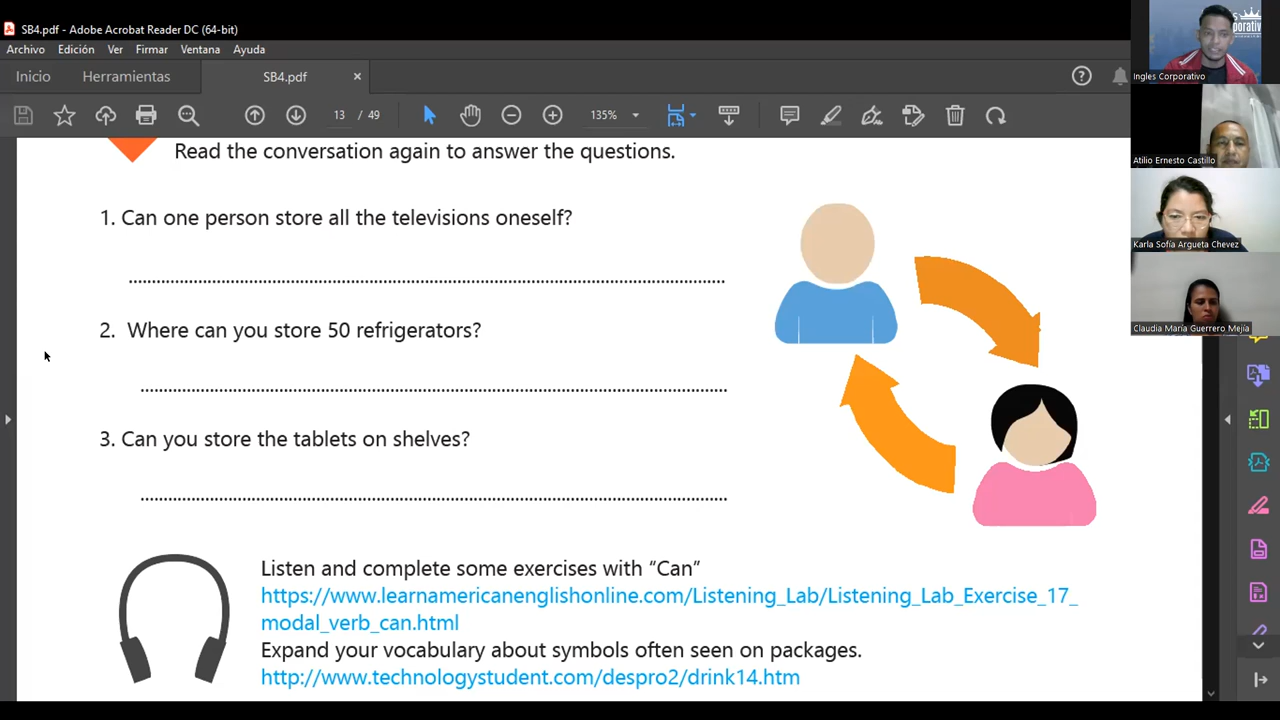 SB4.pdf - Adobe Acrobat Reader DC (64-bit)
Archivo Edición Ver Firmar Ventana Ayuda
Inicio Herramientas SB4.pdf ×
13 / 49 135%
Read the conversation again to answer the questions.
1. Can one person store all the televisions oneself?
2. Where can you store 50 refrigerators?
3. Can you store the tablets on shelves?
Listen and complete some exercises with “Can”
https://www.learnamericanenglishonline.com/Listening_Lab/Listening_Lab_Exercise_17_
modal_verb_can.html
Expand your vocabulary about symbols often seen on packages.
http://www.technologystudent.com/despro2/drink14.htm
Ingles Corporativo
Atilio Ernesto Castillo
Karla Sofía Argueta Chevez
Claudia María Guerrero Mejía